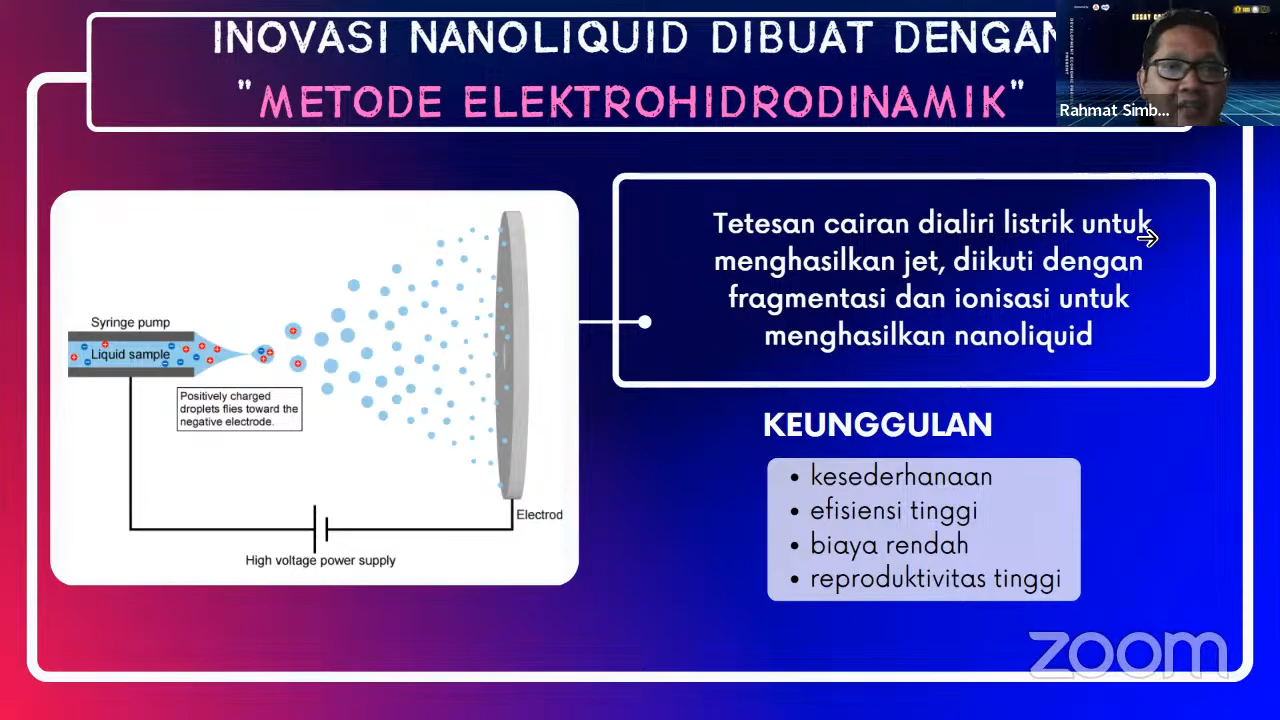 INOVASI NANOLIQUID DIBUAT DENGAN
"METODE ELEKTROHIDRODINAMIK"
ESSAY
Rahmat Simb...
Tetesan cairan dialiri listrik untuk
menghasilkan jet, diikuti dengan
fragmentasi dan ionisasi untuk
menghasilkan nanoliquid
Syringe pump
Liquid sample
Positively charged
droplets flies toward the
negative electrode.
Electrod
High voltage power supply
KEUNGGULAN
• kesederhanaan
• efisiensi tinggi
• biaya rendah
• reproduktivitas tinggi
zoom